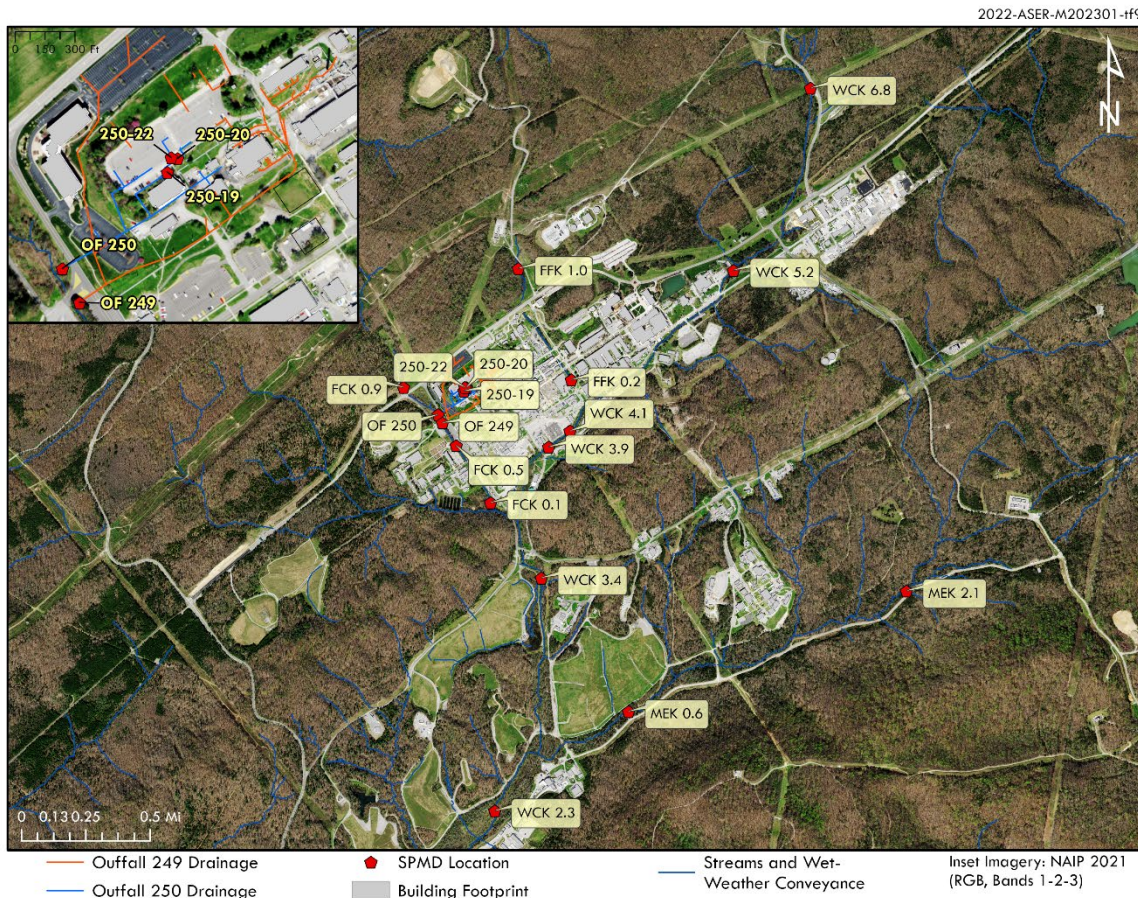 2022-ASER-M202301-tf9
0 150 300 Ft
250-22
250-20
250-19
OF 250
OF 249
N
WCK 6.8
FFK 1.0
WCK 5.2
250-22
250-20
FCK 0.9
250-19
FFK 0.2
OF 250
OF 249
WCK 4.1
WCK 3.9
FCK 0.5
FCK 0.1
WCK 3.4
MEK 2.1
MEK 0.6
WCK 2.3
0 0.13 0.25 0.5 Mi
Outfall 249 Drainage
Outfall 250 Drainage
SPMD Location
Building Footprint
Streams and Wet-
Weather Conveyance
Inset Imagery: NAIP 2021
(RGB, Bands 1-2-3)